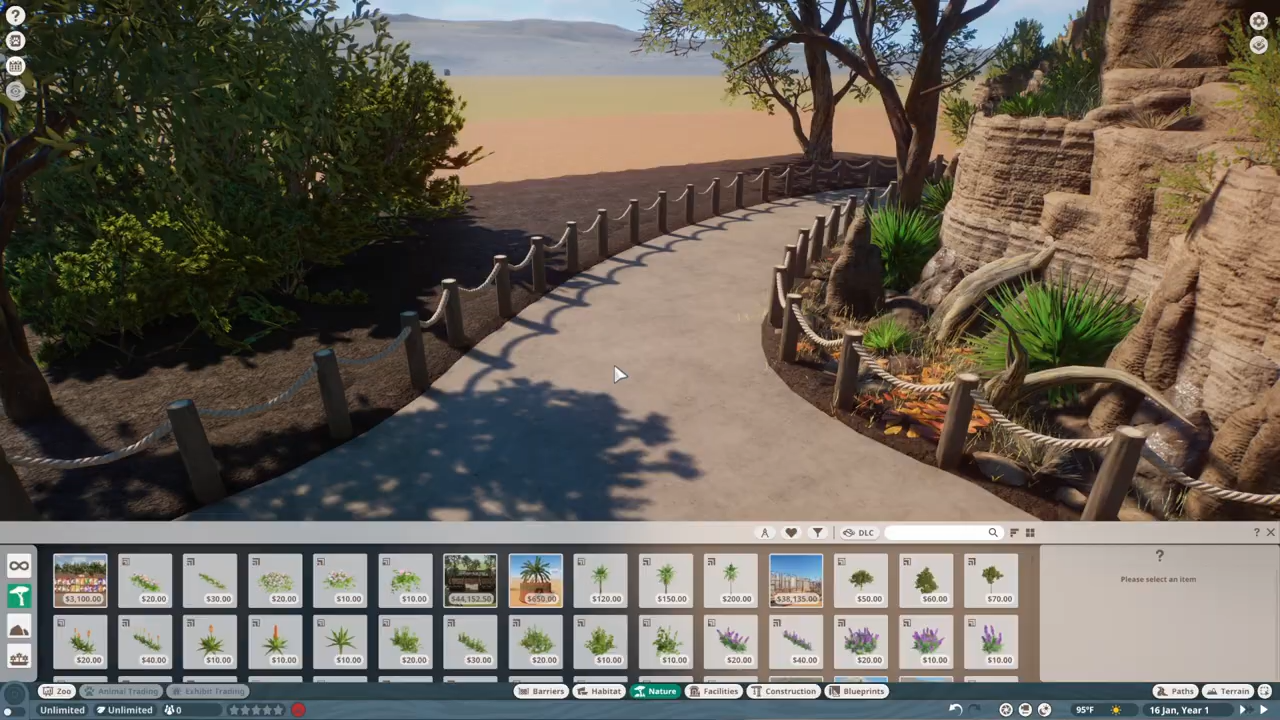 ?
DLC
?
$3,100.00 $20.00 $30.00 $20.00 $10.00 $10.00 $44,152.50 $650.00 $120.00 $150.00 $200.00 $38,135.00 $50.00 $60.00 $70.00
?
Please select an item
$20.00 $40.00 $10.00 $10.00 $10.00 $20.00 $30.00 $20.00 $10.00 $10.00 $20.00 $40.00 $20.00 $10.00 $10.00
Zoo Animal Trading Exhibit Trading Barriers Habitat Nature Facilities Construction Blueprints Paths Terrain
Unlimited Unlimited 0 95°F 16 Jan, Year 1